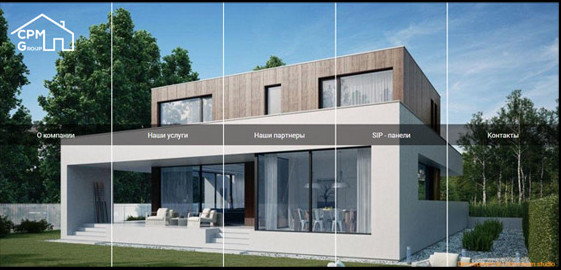 CPM
GROUP
О компании
Наши услуги
Наши партнеры
SIP - панели
Контакты